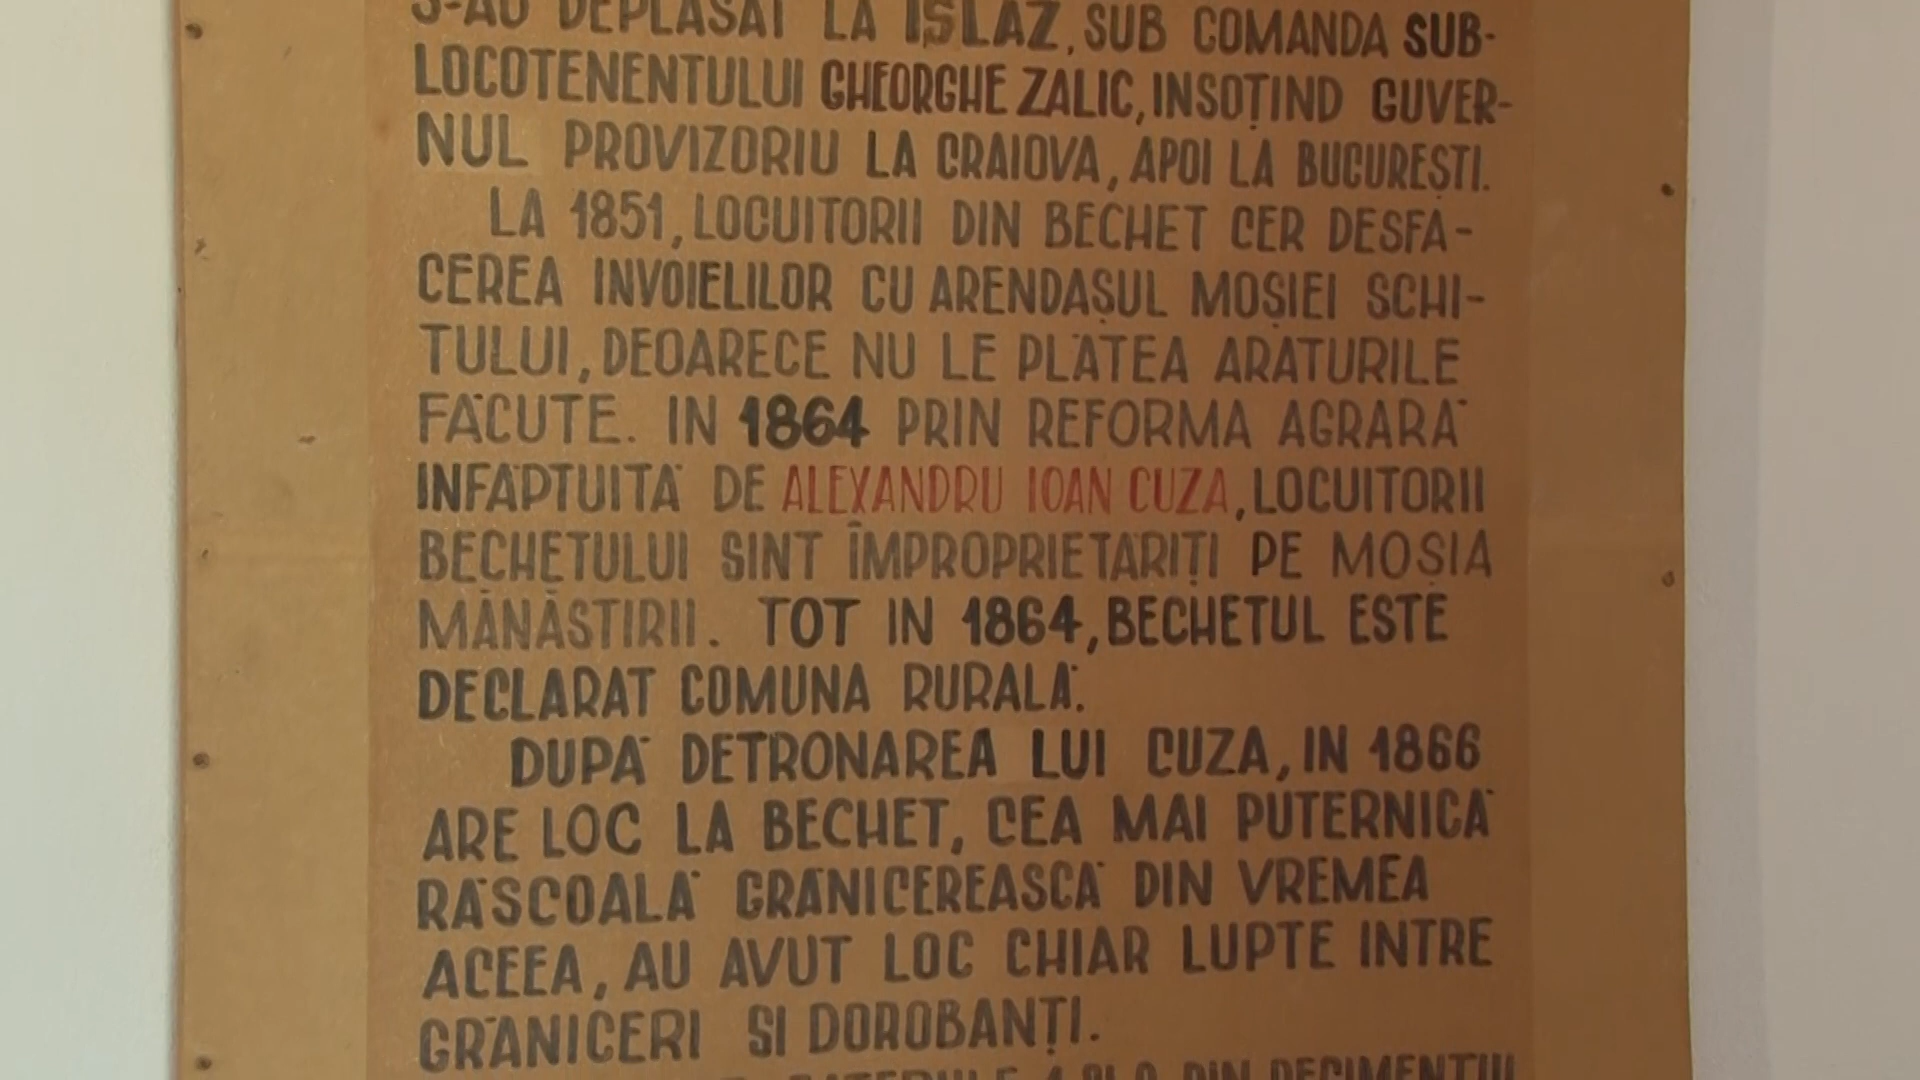 S-AU DEPLASAT LA ISLAZ, SUB COMANDA SUB-
LOCOTENENTULUI GHEORGHE ZALIC, INSOȚIND GUVER-
NUL PROVIZORIU LA CRAIOVA, APOI LA BUCUREȘTI.
LA 1851, LOCUITORII DIN BECHET CER DESFA-
CEREA INVOIELILOR CU ARENDAȘUL MOȘIEI SCHI-
TULUI, DEOARECE NU LE PLĂTEA ARATURILE
FĂCUTE. IN 1864 PRIN REFORMA AGRARĂ
INFĂPTUITĂ DE ALEXANDRU IOAN CUZA, LOCUITORII
BECHETULUI SINT ÎMPROPRIETARIȚI PE MOȘIA
MĂNĂSTIRII. TOT IN 1864, BECHETUL ESTE
DECLARAT COMUNA RURALĂ.
DUPĂ DETRONAREA LUI CUZA, IN 1866
ARE LOC LA BECHET, CEA MAI PUTERNICĂ
RĂSCOALĂ GRĂNICEREASCĂ DIN VREMEA
ACEEA, AU AVUT LOC CHIAR LUPTE INTRE
GRĂNICERI SI DOROBANȚI.
DIN REGIMENTUL